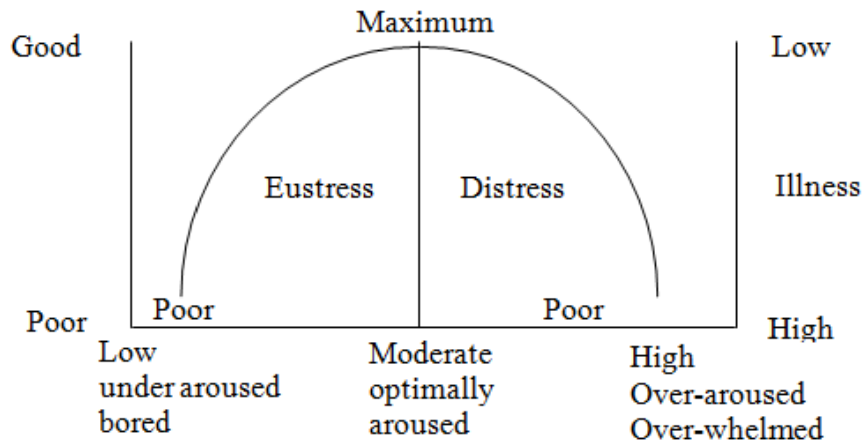 Maximum
Good
Low
Eustress
Distress
Illness
Poor
Poor
Poor
High
Low
under aroused
bored
Moderate
optimally
aroused
High
Over-aroused
Over-whelmed